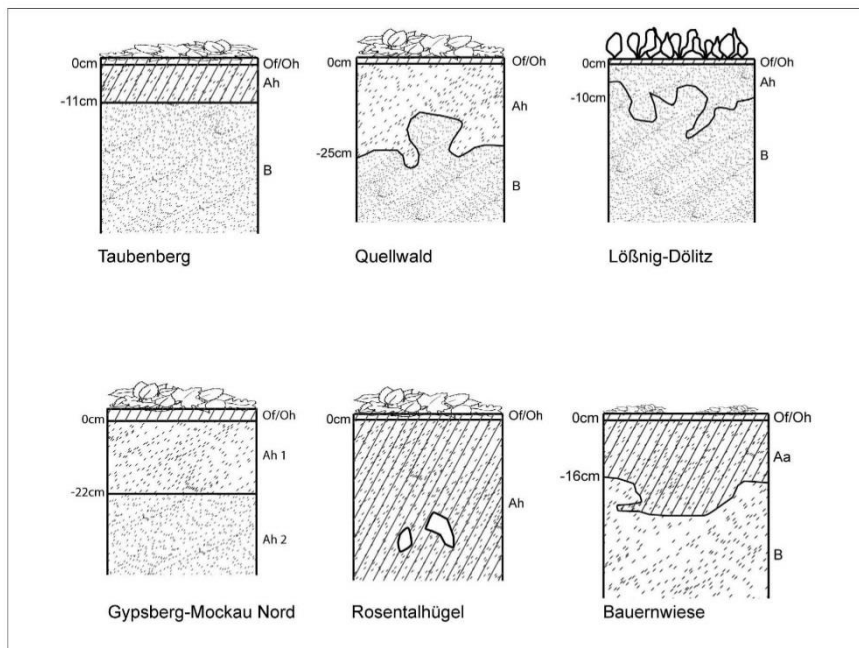 0cm
Of/Oh
Ah
-11cm
B
Taubenberg
0cm
Of/Oh
Ah
-25cm
B
Quellwald
0cm
Of/Oh
Ah
-10cm
B
Lößnig-Dölitz
0cm
Of/Oh
Ah 1
-22cm
Ah 2
Gypsberg-Mockau Nord
0cm
Of/Oh
Ah
Rosentalhügel
0cm
Of/Oh
Aa
-16cm
B
Bauernwiese